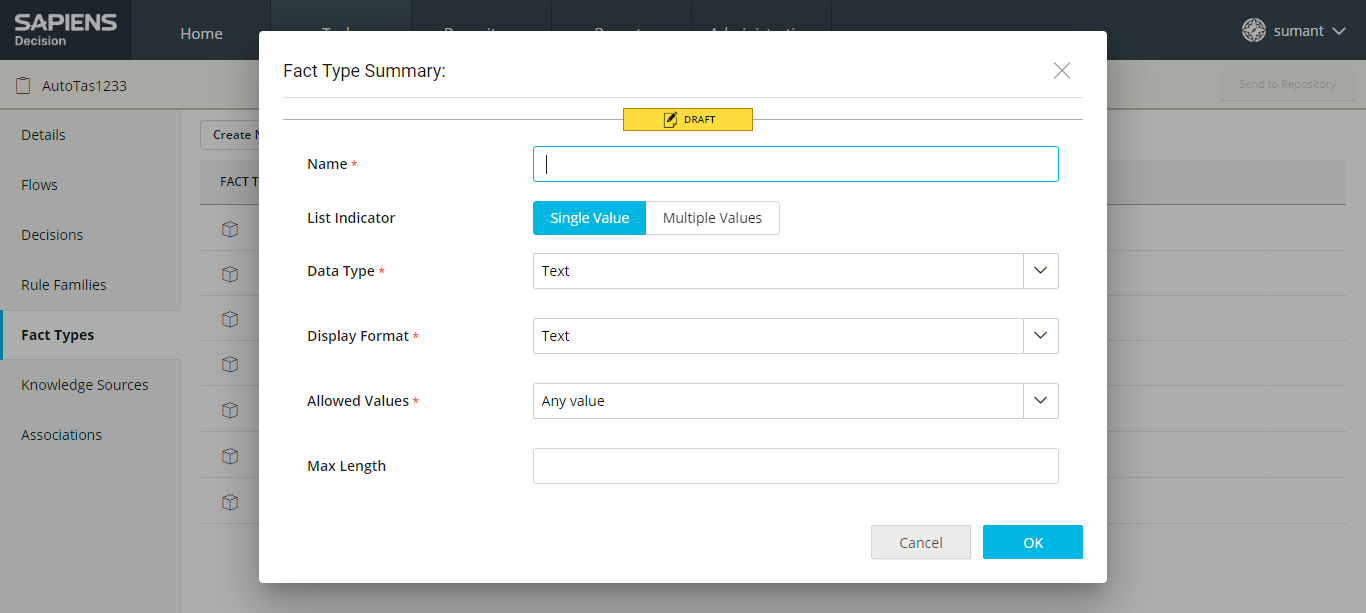 SAPIENS
Decision
Home
sumant
AutoTas1233
Send to Repository
Details
Flows
Decisions
Rule Families
Fact Types
Knowledge Sources
Associations
Create
FACT
Fact Type Summary:
DRAFT
Name *
List Indicator
Single Value
Multiple Values
Data Type *
Text
Display Format *
Text
Allowed Values *
Any value
Max Length
Cancel
OK